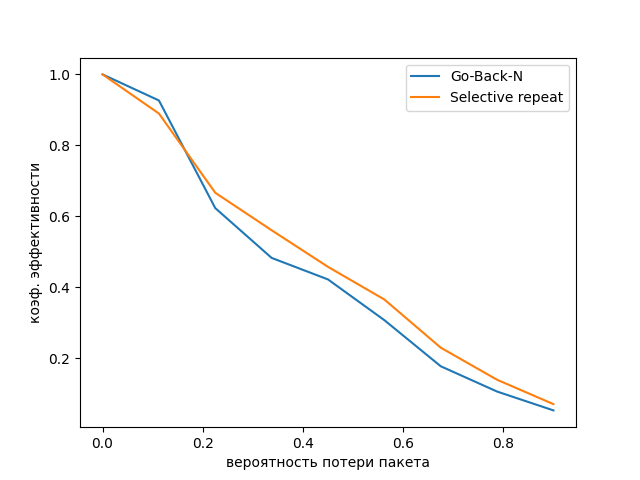 Go-Back-N
Selective repeat
1.0
0.8
0.6
0.4
0.2
коэф. эффективности
0.0 0.2 0.4 0.6 0.8
вероятность потери пакета